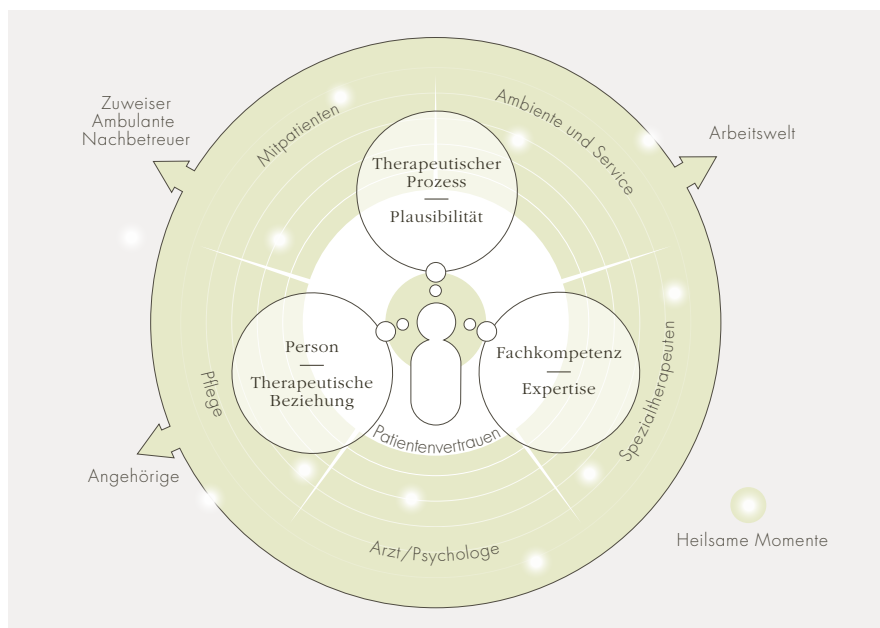 Zuweiser
Ambulante
Nachbetreuer
Mitpatienten
Ambiente und Service
Arbeitswelt
Therapeutischer
Prozess
Plausibilität
Person
Therapeutische
Beziehung
Fachkompetenz
Expertise
Pflege
Patientenvertrauen
Spezialtherapeuten
Angehörige
Arzt/Psychologe
Heilsame Momente